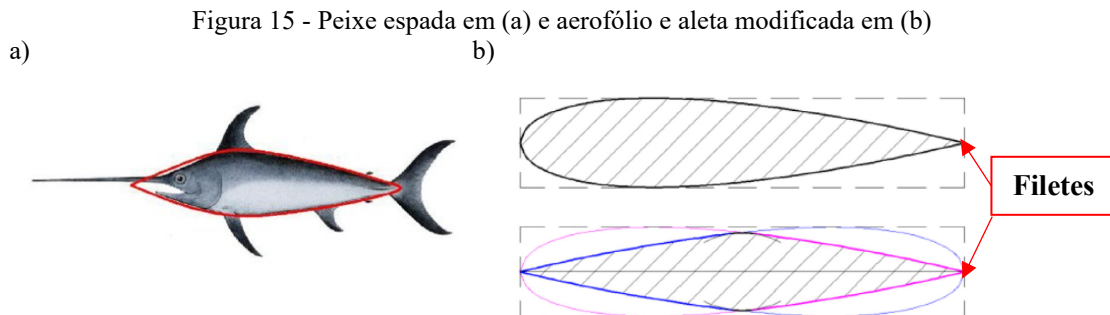 Figura 15 - Peixe espada em (a) e aerofólio e aleta modificada em (b)
a) b)
Filetes